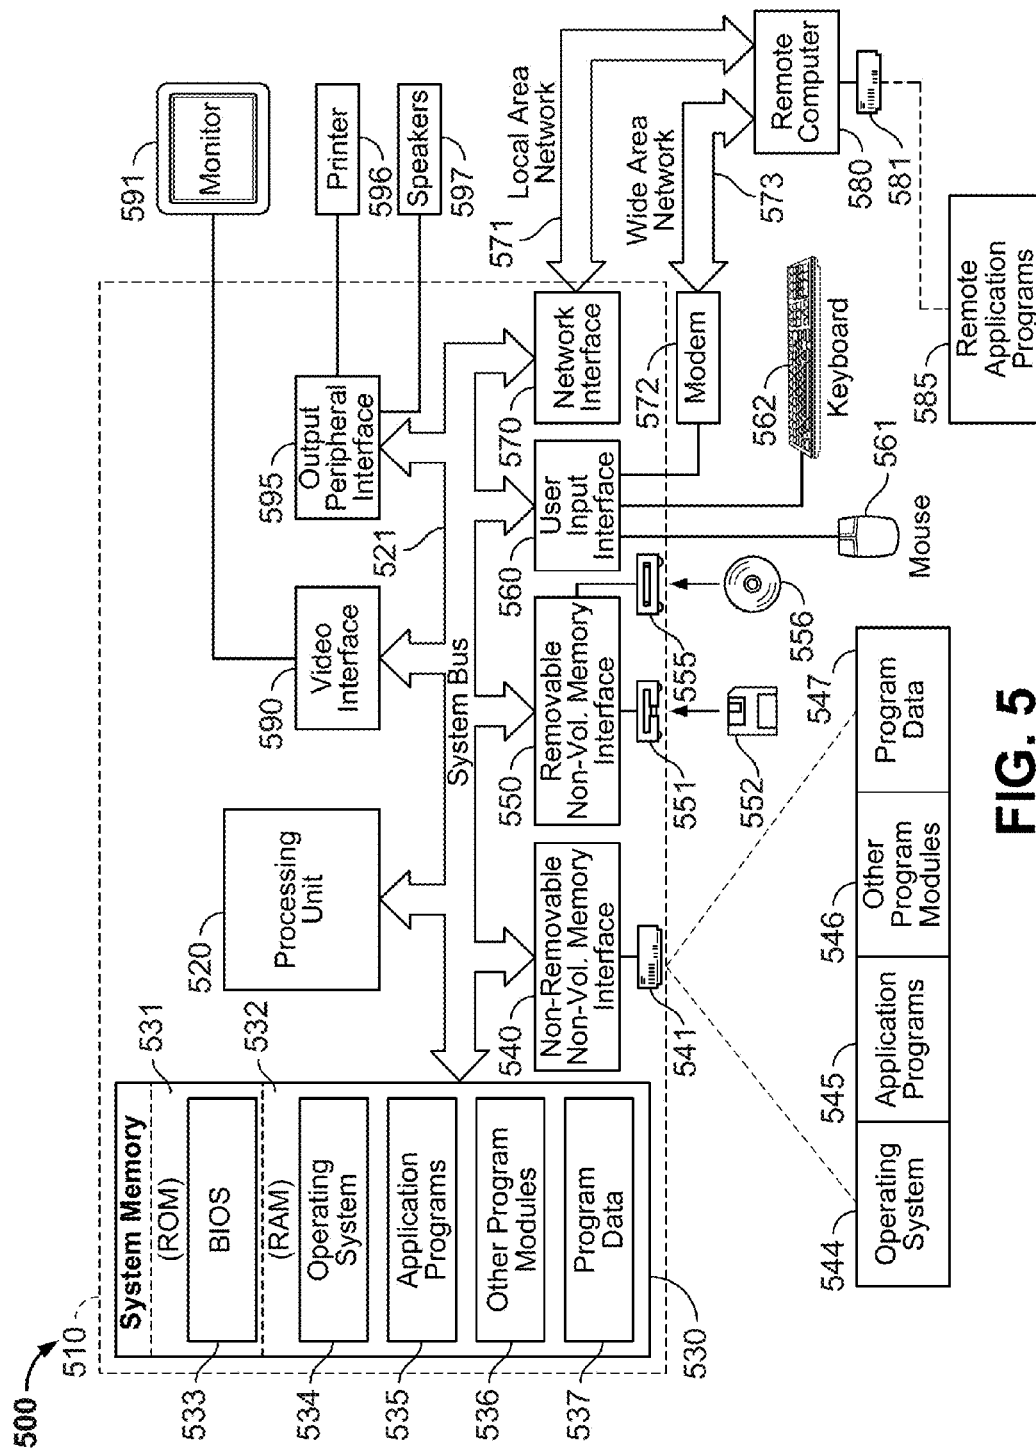 500
510
System Memory
(ROM)
531
BIOS
533
(RAM)
532
Operating
System
534
Application
Programs
535
Other Program
Modules
536
Program
Data
537
530
520
Processing
Unit
590
Video
Interface
595
Output
Peripheral
Interface
591
Monitor
Printer
596
Speakers
597
521
System Bus
540
Non-Removable
Non-Vol. Memory
Interface
541
550
Removable
Non-Vol. Memory
Interface
551
552
555
556
560
User
Input
Interface
570
Network
Interface
571
Local Area
Network
572
Modem
Wide Area
Network
573
Remote
Computer
580
581
585
Remote
Application
Programs
562
Keyboard
561
Mouse
544
Operating
System
545
Application
Programs
546
Other
Program
Modules
547
Program
Data
FIG. 5